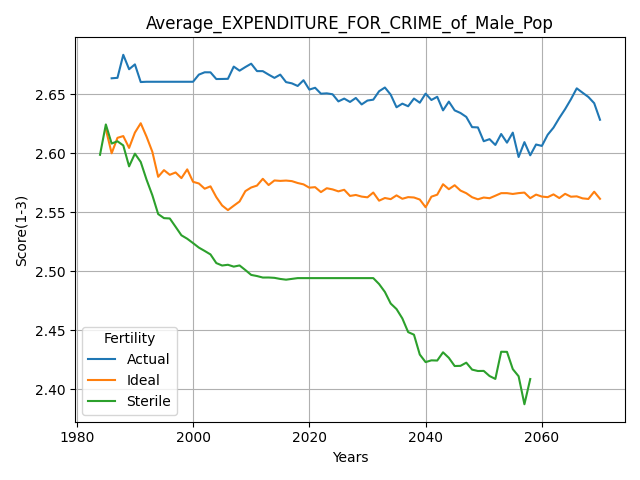 Average_EXPENDITURE_FOR_CRIME_of_Male_Pop
Score(1-3)
2.65
2.60
2.55
2.50
2.45
2.40
Fertility
Actual
Ideal
Sterile
1980 2000 2020 2040 2060
Years